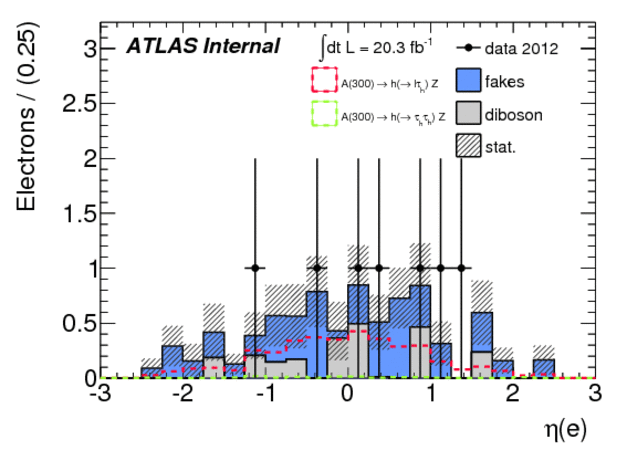 ATLAS Internal
∫dt L = 20.3 fb⁻¹
data 2012
A(300) → h(→ lτₕ) Z
fakes
A(300) → h(→ τₕτₕ) Z
diboson
stat.
Electrons / (0.25)
3
2.5
2
1.5
1
0.5
0
-3 -2 -1 0 1 2 3
η(e)